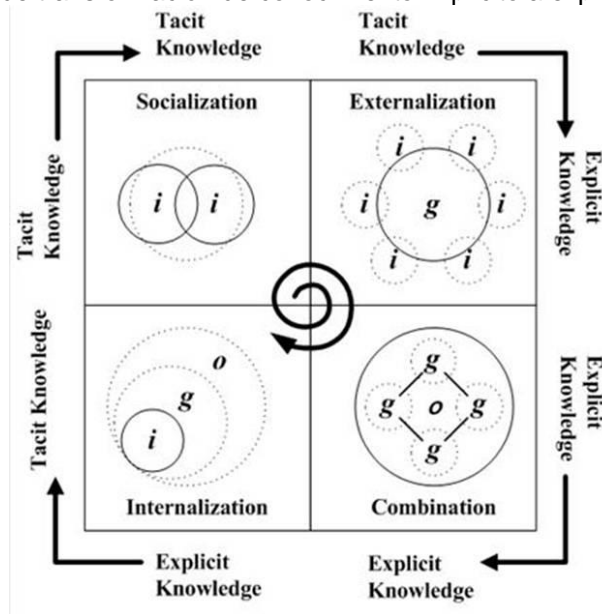 Tacit
Knowledge
Tacit
Knowledge
Socialization
Externalization
i
i
i
i
i
g
i
i
i
Tacit
Knowledge
Explicit
Knowledge
o
g
i
g
g
o
g
g
Tacit Knowledge
Explicit
Knowledge
Internalization
Combination
Explicit
Knowledge
Explicit
Knowledge